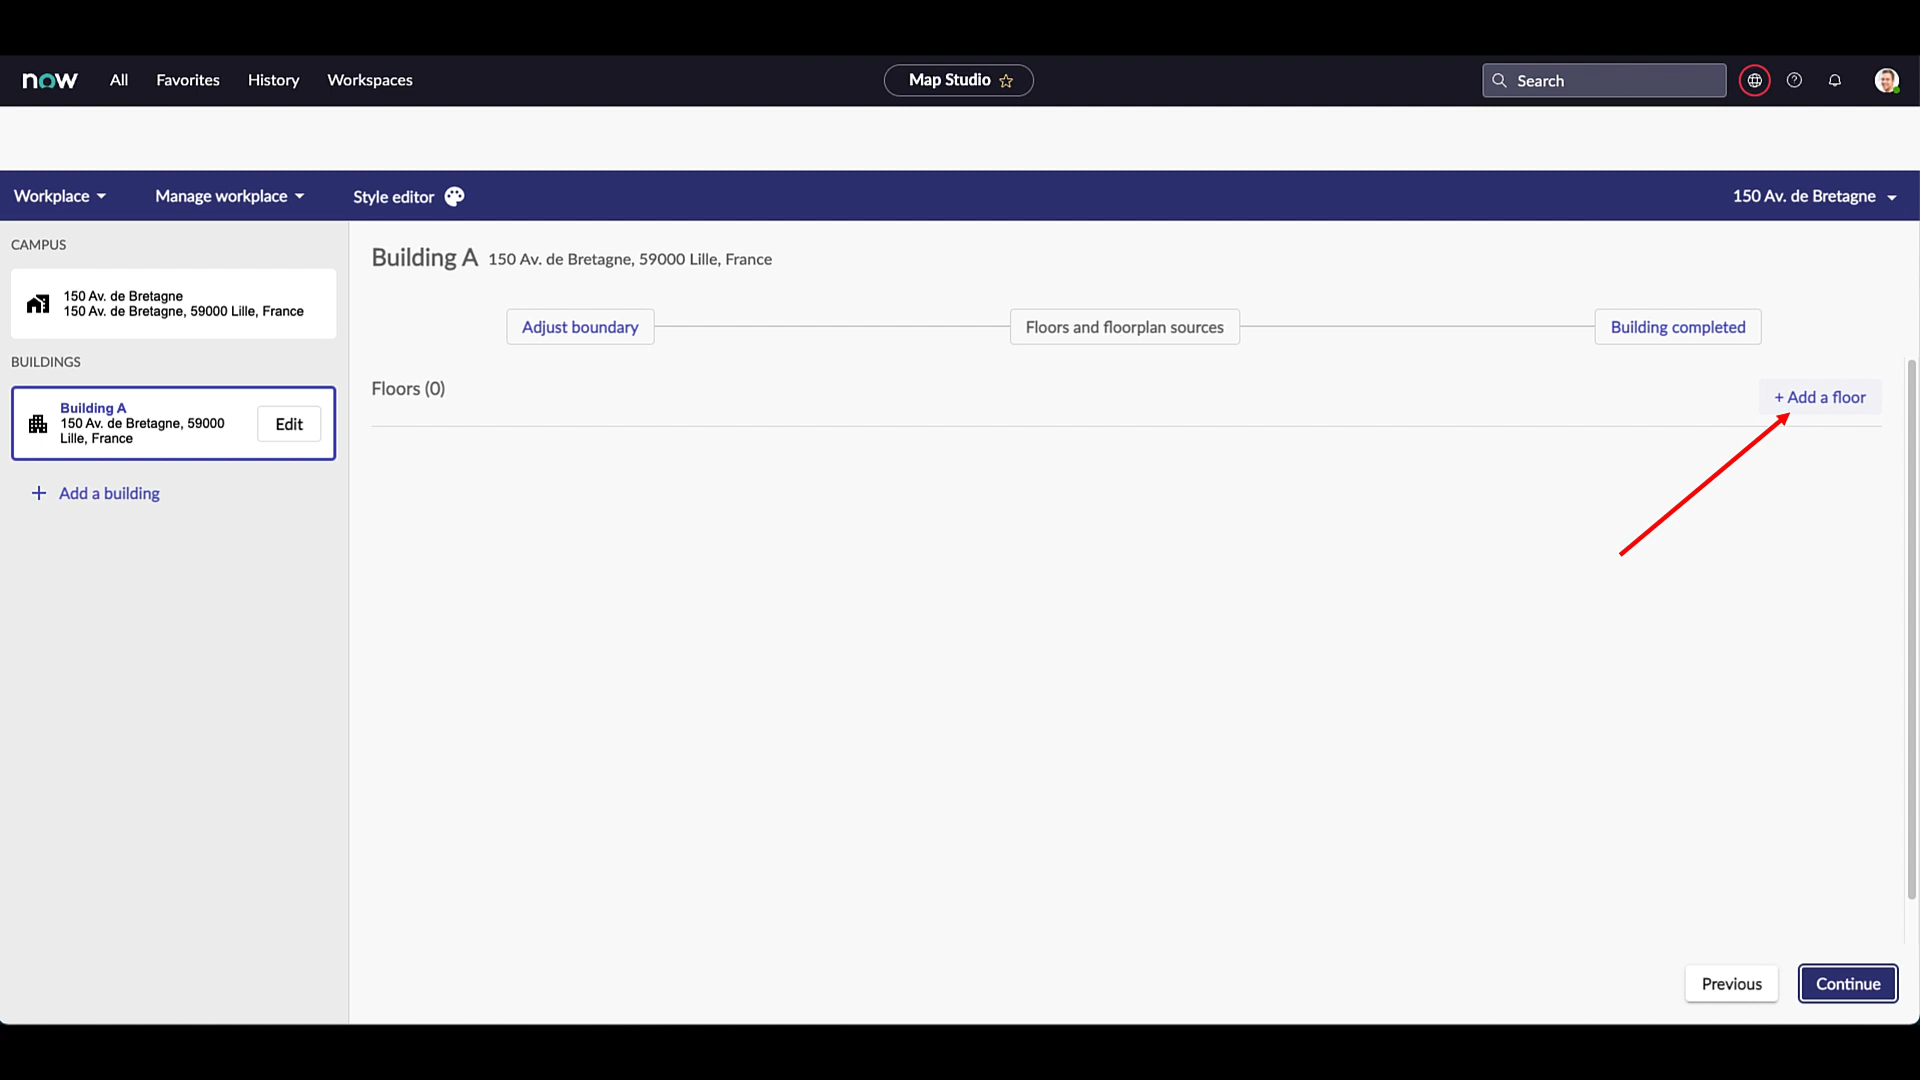 now All Favorites History Workspaces Map Studio Search
Workplace Manage workplace Style editor 150 Av. de Bretagne
CAMPUS
150 Av. de Bretagne
150 Av. de Bretagne, 59000 Lille, France
BUILDINGS
Building A
150 Av. de Bretagne, 59000
Lille, France
Edit
+ Add a building
Building A 150 Av. de Bretagne, 59000 Lille, France
Adjust boundary Floors and floorplan sources Building completed
Floors (0)
+ Add a floor
Previous Continue